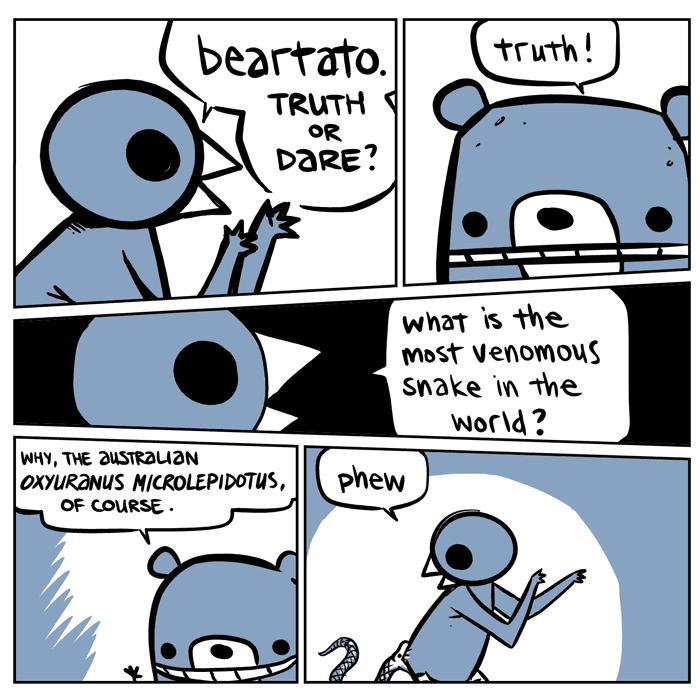 beartato.
TRUTH
OR
DARE?
truth!
what is the
most venomous
snake in the
world?
WHY, THE AUSTRALIAN
OXYURANUS MICROLEPIDOTUS,
OF COURSE.
phew